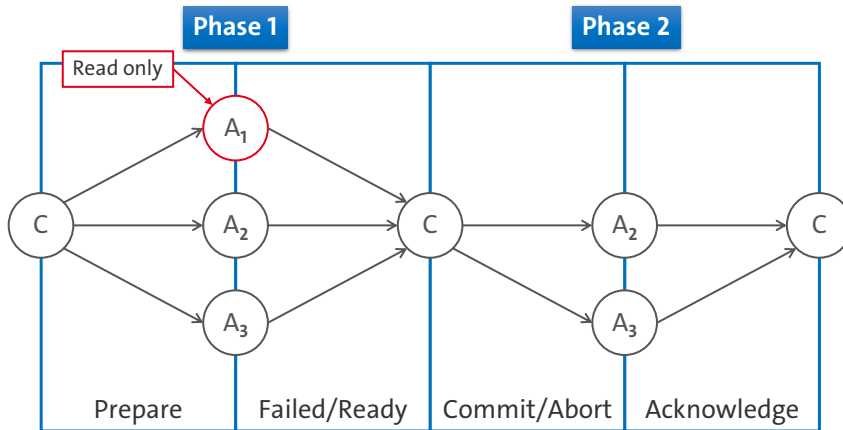 Phase 1
Phase 2
Read only
A₁
C
A₂
C
A₂
C
A₃
A₃
Prepare
Failed/Ready
Commit/Abort
Acknowledge